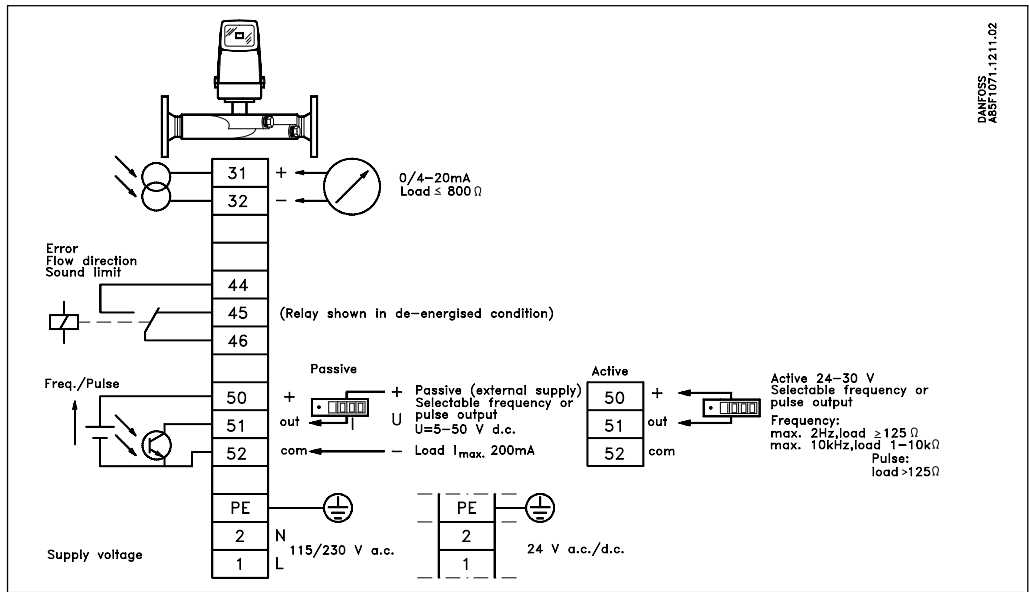 DANFOSS
A85F1071.1211.02
31 +
32 -
0/4-20mA
Load ≤ 800Ω
Error
Flow direction
Sound limit
44
45 (Relay shown in de-energised condition)
46
Freq./Pulse
Passive
50 +
51 out
52 com
+ Passive (external supply)
Selectable frequency or
U pulse output
U=5-50 V d.c.
- Load Imax. 200mA
Active
50 +
51 out
52 com
Active 24-30 V
Selectable frequency or
pulse output
Frequency:
max. 2Hz,load ≥125 Ω
max. 10kHz,load 1-10kΩ
Pulse:
load >125Ω
Supply voltage
PE
2 N
1 L
115/230 V a.c.
PE
2
1
24 V a.c./d.c.